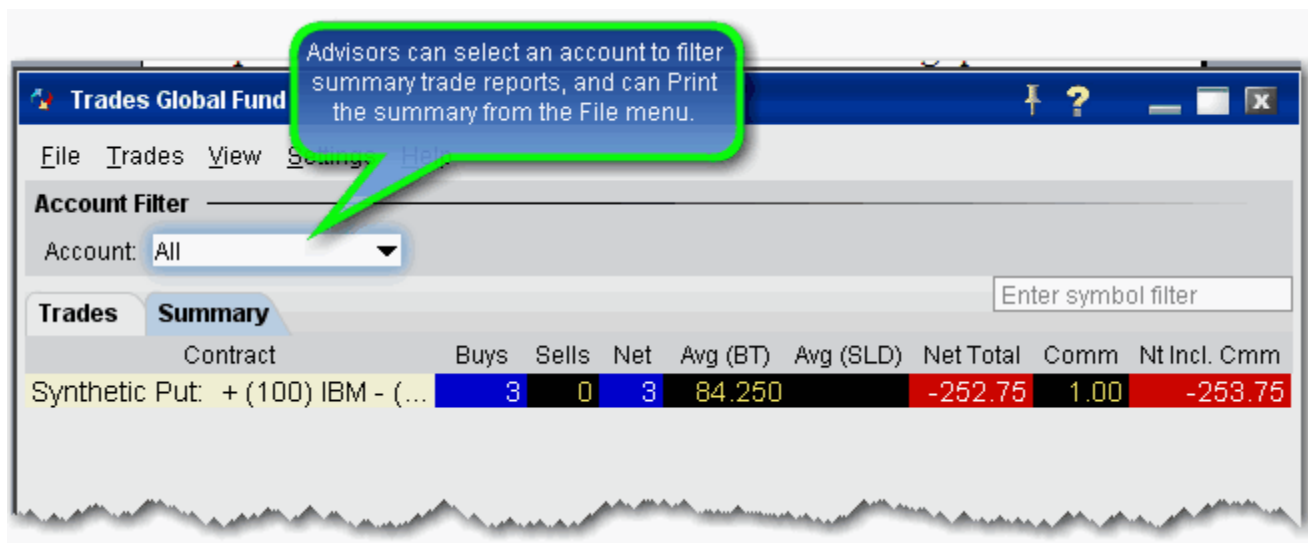 Advisors can select an account to filter
summary trade reports, and can Print
the summary from the File menu.
Trades Global Fund
?
File Trades View Settings Help
Account Filter
Account: All
Enter symbol filter
Trades Summary
Contract Buys Sells Net Avg (BT) Avg (SLD) Net Total Comm Nt Incl. Cmm
Synthetic Put: + (100) IBM - (... 3 0 3 84.250 -252.75 1.00 -253.75